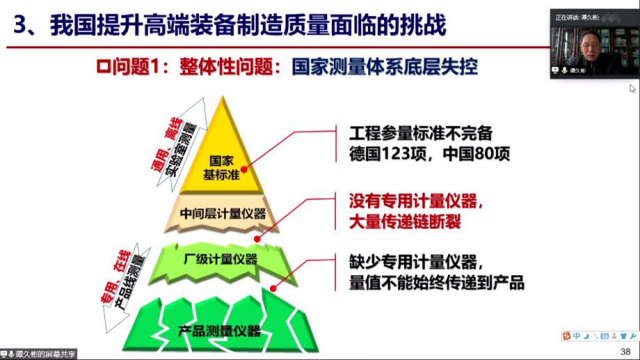 3、我国提升高端装备制造质量面临的挑战
正在讲话: 谭久彬;
谭久彬
问题1：整体性问题：国家测量体系底层失控
通用、离线
实验室测量
国家
基标准
工程参量标准不完备
德国123项，中国80项
中间层计量仪器
没有专用计量仪器，
大量传递链断裂
专用、在线
产品线测量
厂级计量仪器
缺少专用计量仪器，
量值不能始终传递到产品
产品测量仪器
中
谭久彬的屏幕共享
38